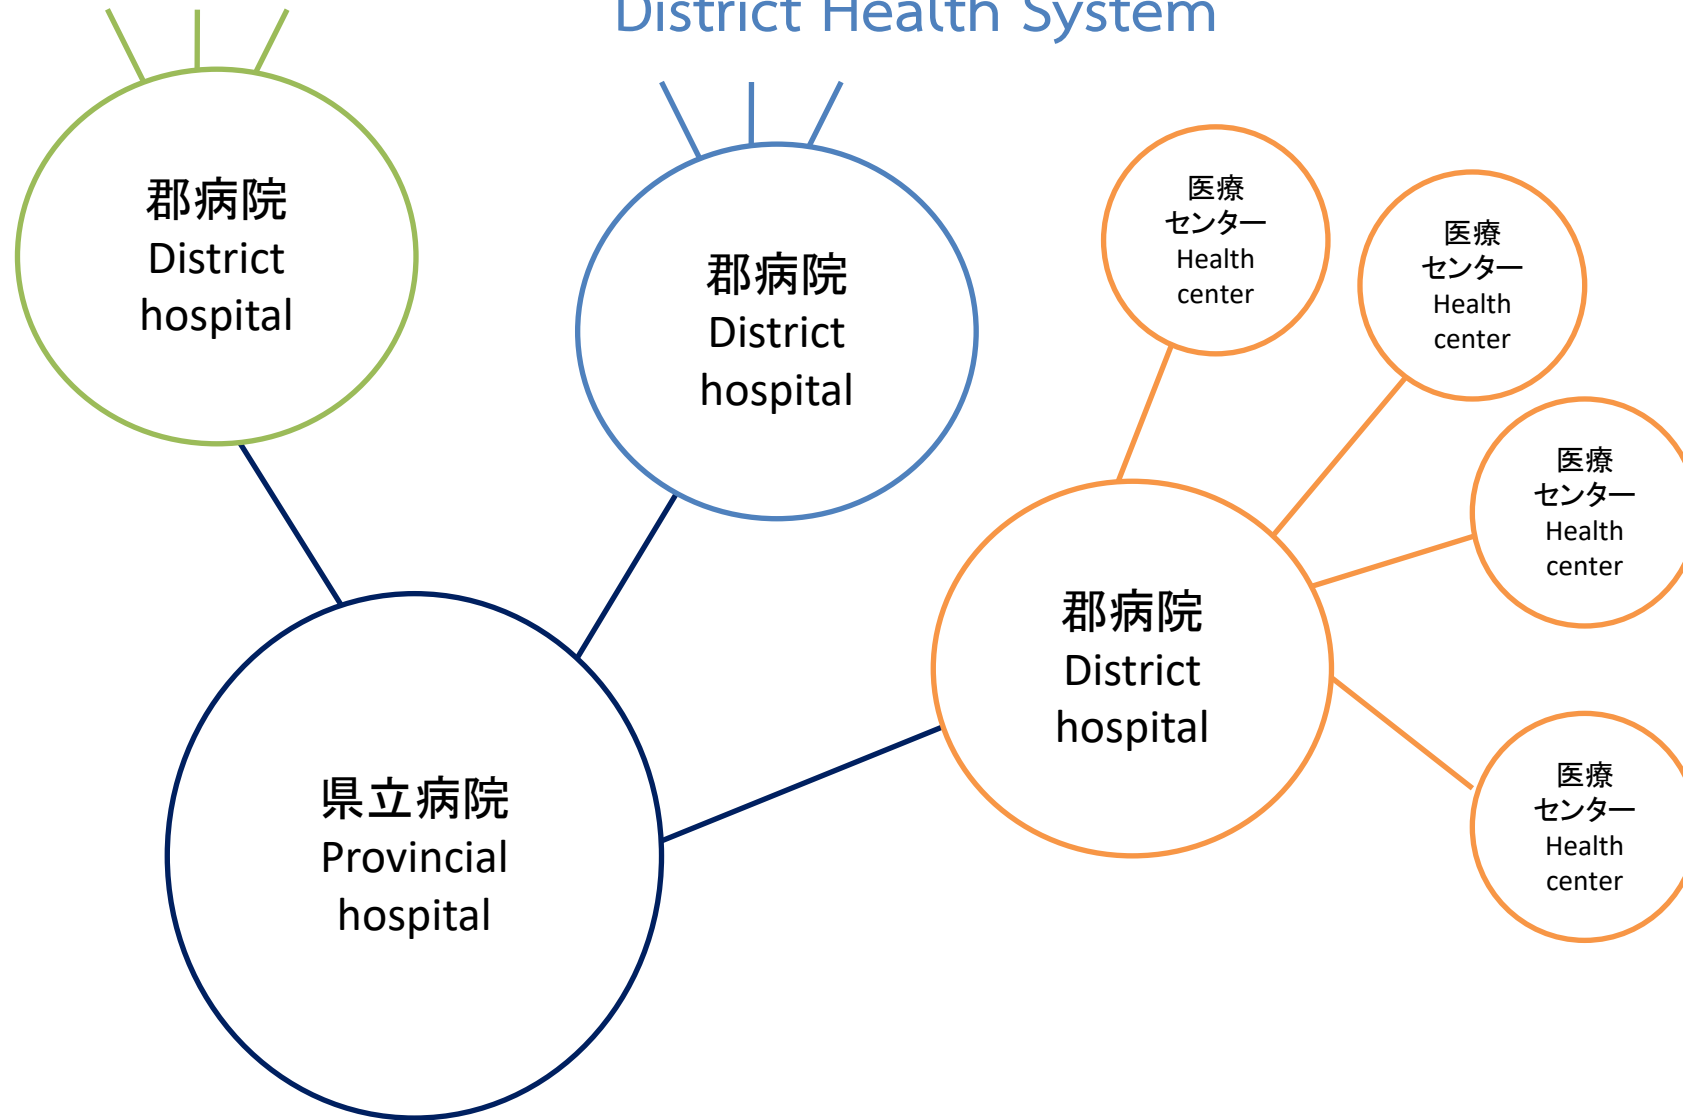 District Health System
郡病院
District
hospital
郡病院
District
hospital
医療
センター
Health
center
医療
センター
Health
center
医療
センター
Health
center
郡病院
District
hospital
医療
センター
Health
center
県立病院
Provincial
hospital